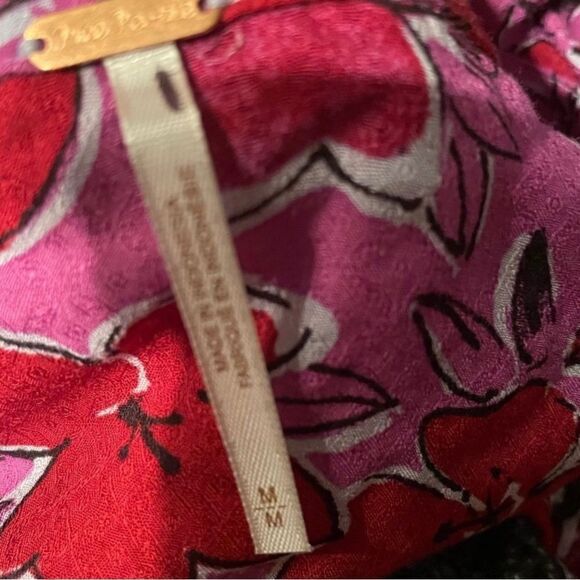 Free People
MADE IN INDONESIA
FABRIQUÉ EN INDONÉSIE
M
M